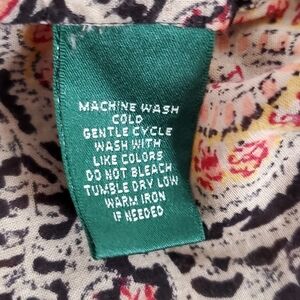 MACHINE WASH
COLD
GENTLE CYCLE
WASH WITH
LIKE COLORS
DO NOT BLEACH
TUMBLE DRY LOW
WARM IRON
IF NEEDED